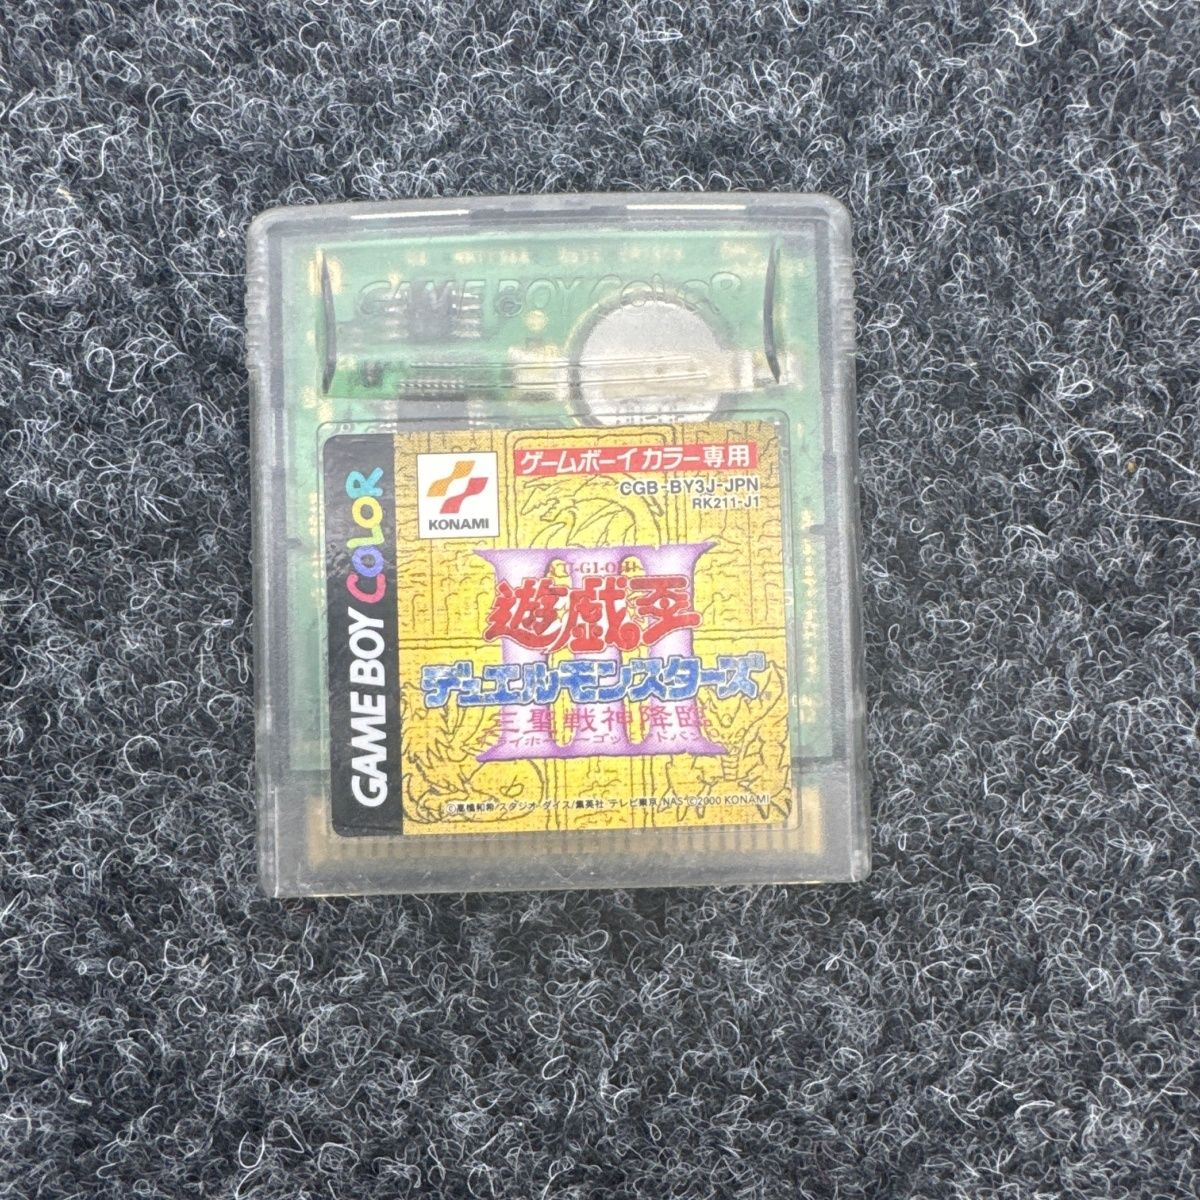 GAME BOY COLOR
GAME BOY COLOR
KONAMI
ゲームボーイカラー専用
CGB-BY3J-JPN
RK211-J1
YU-GI-OH!
遊戯王
III
デュエルモンスターズ
三聖戦神降臨
©高橋和希/スタジオ・ダイス/集英社 テレビ東京/NAS ©2000 KONAMI